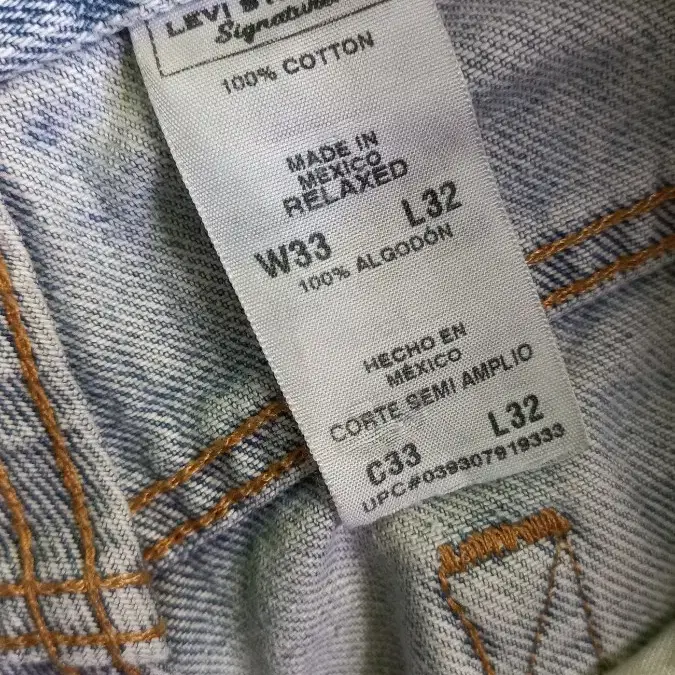 LEVI
Signature
100% COTTON
MADE IN
MEXICO
RELAXED
W33 L32
100% ALGODÓN
HECHO EN
MÉXICO
CORTE SEMI AMPLIO
C33 L32
UPC#039307919333